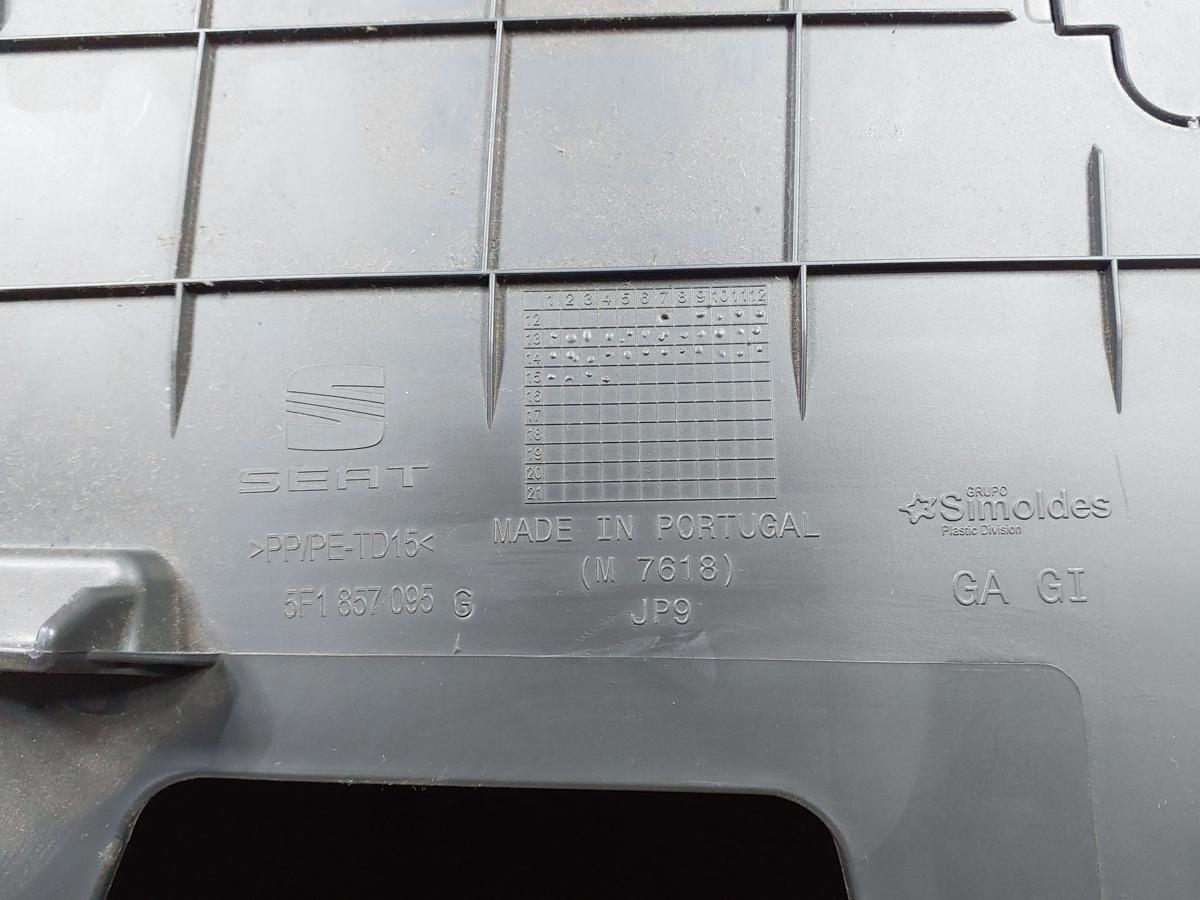 1 2 3 4 5 6 7 8 9 10 11 12
12
13
14
15
16
17
18
19
20
21
SEAT
>PP/PE-TD15<
5F1 857 095 G
MADE IN PORTUGAL
(M 7618)
JP9
GRUPO
Simoldes
Plastic Division
GA GI